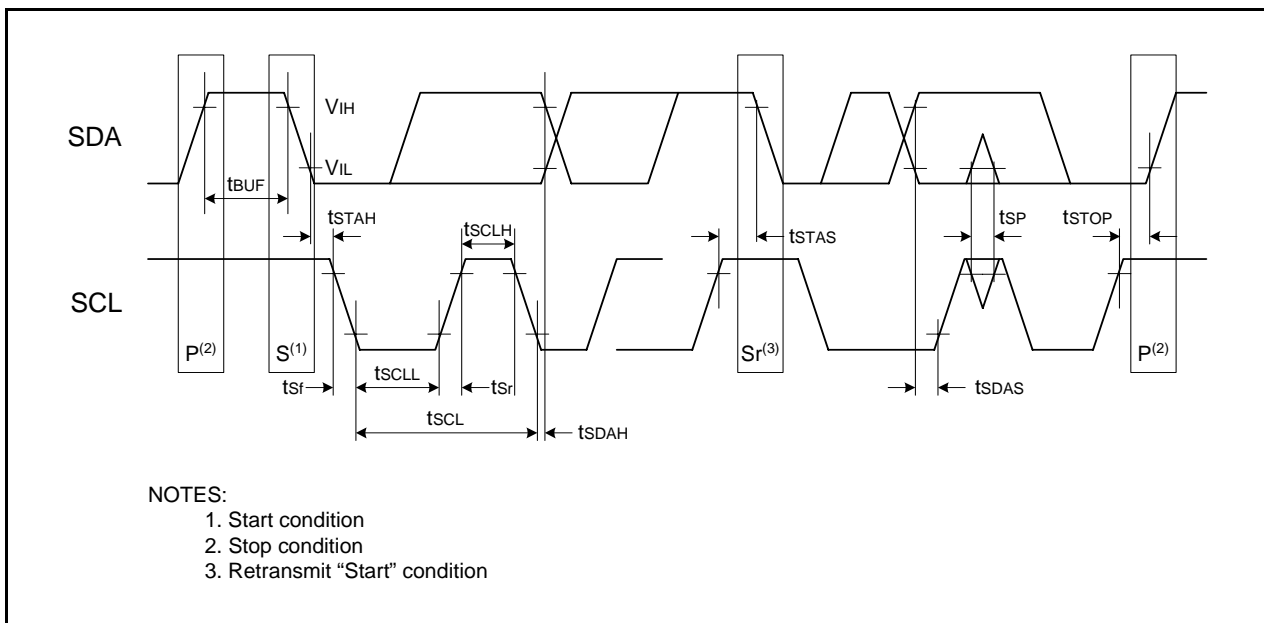 VIH
SDA
VIL
tBUF
tSTAH
tSCLH
tSTAS
tSP
tSTOP
SCL
P(2)
S(1)
Sr(3)
P(2)
tSf
tSCLL
tSr
tSDAS
tSCL
tSDAH
NOTES:
1. Start condition
2. Stop condition
3. Retransmit “Start” condition